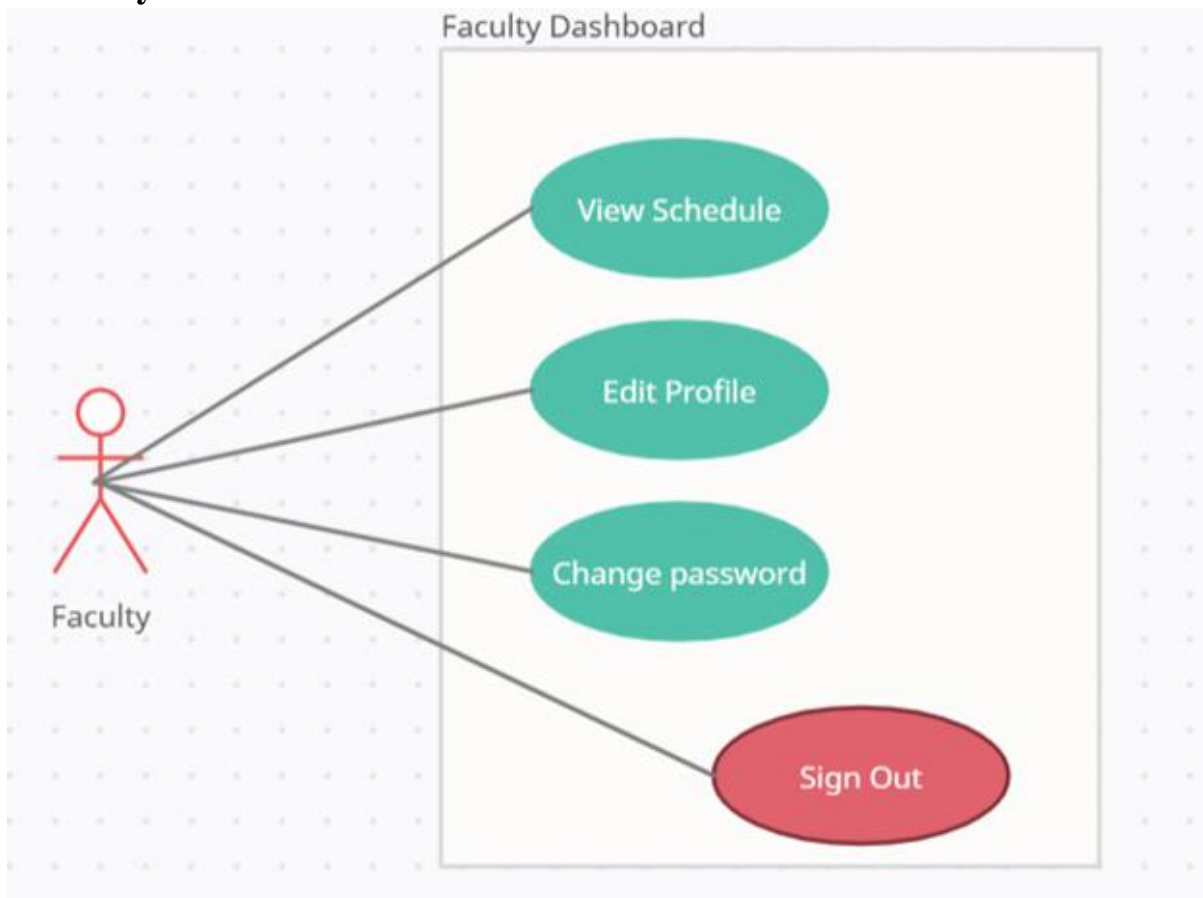 Faculty Dashboard
View Schedule
Edit Profile
Change password
Faculty
Sign Out